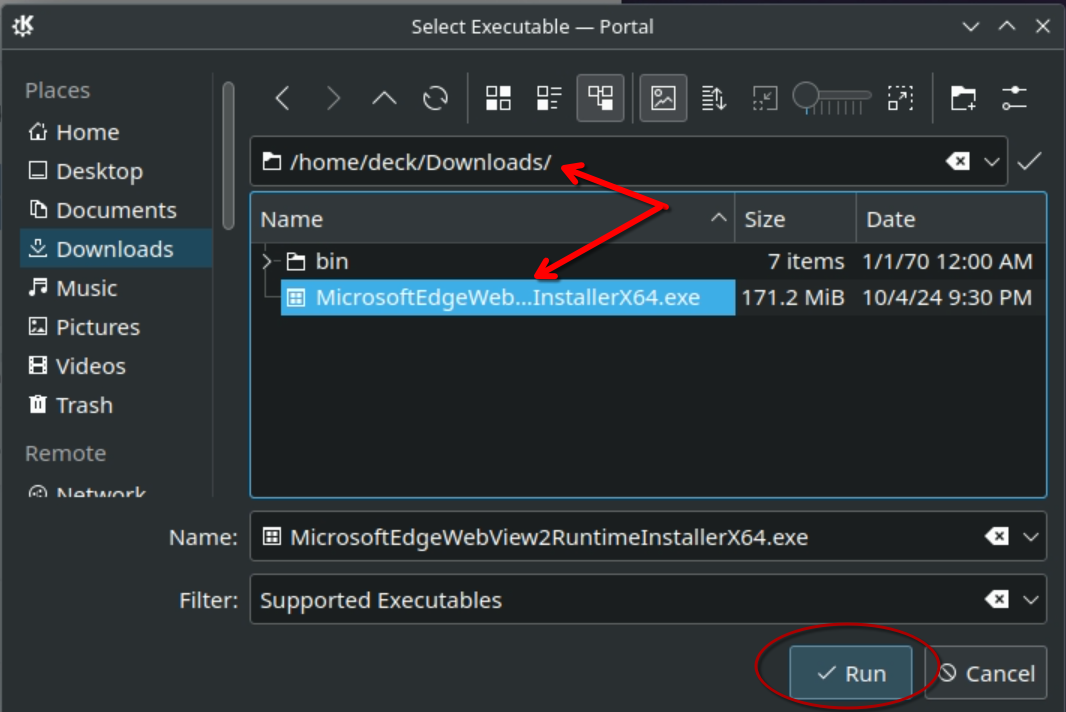 Select Executable — Portal
Places
Home
Desktop
Documents
Downloads
Music
Pictures
Videos
Trash
Remote
Network
/home/deck/Downloads/
Name Size Date
bin 7 items 1/1/70 12:00 AM
MicrosoftEdgeWeb...InstallerX64.exe 171.2 MiB 10/4/24 9:30 PM
Name: MicrosoftEdgeWebView2RuntimeInstallerX64.exe
Filter: Supported Executables
Run Cancel